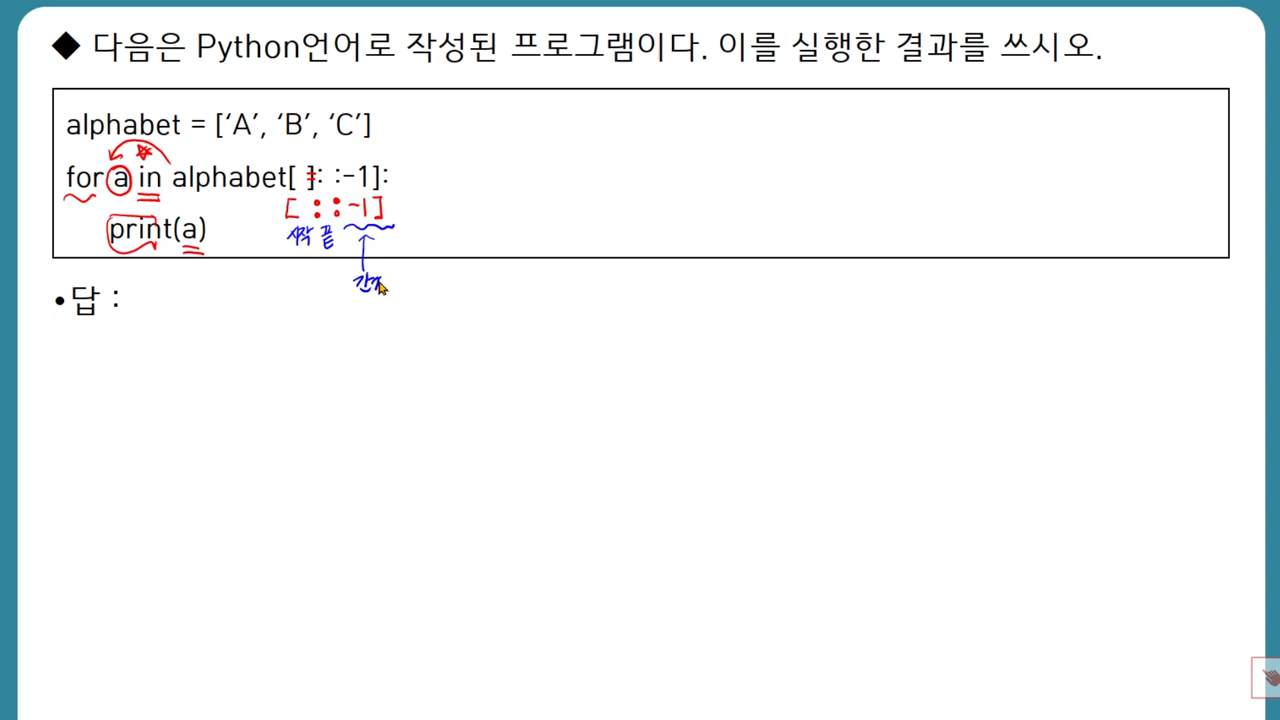 ◆ 다음은 Python언어로 작성된 프로그램이다. 이를 실행한 결과를 쓰시오.
alphabet = [‘A’, ‘B’, ‘C’]
for a in alphabet[ : :-1]:
[ : : -1]
print(a)
시작 끝
•답 :